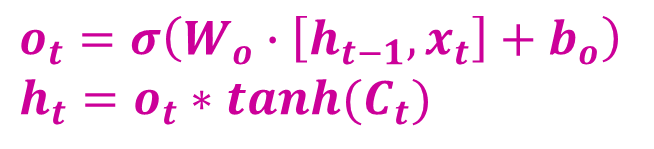 oₜ = σ(Wₒ · [hₜ₋₁, xₜ] + bₒ)
hₜ = oₜ * tanh(Cₜ)